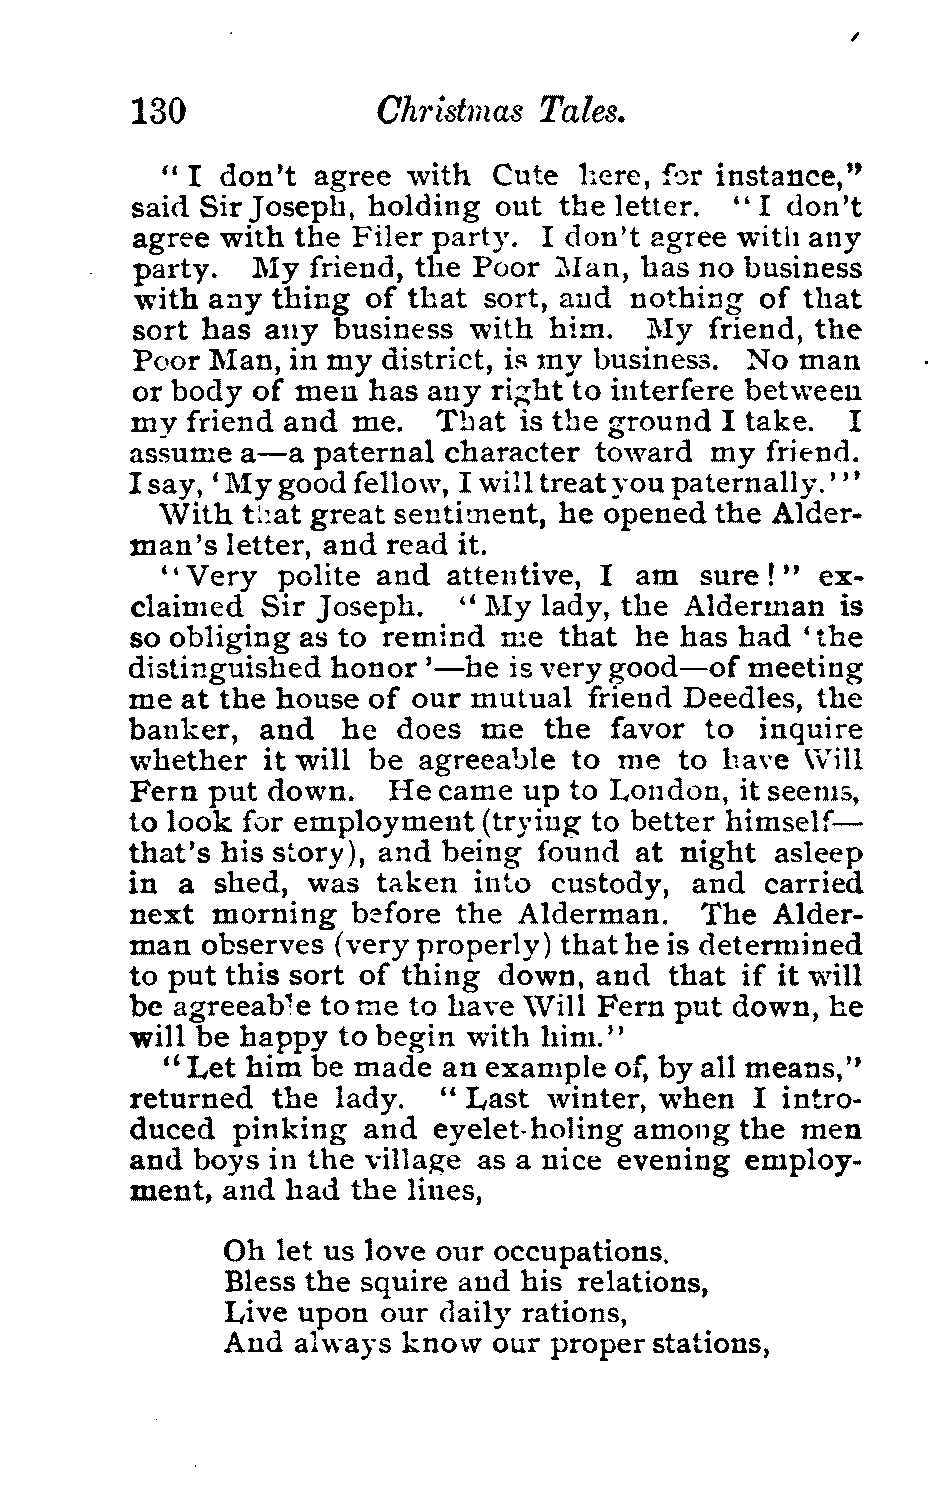 130 Christmas Tales.
“ I don't agree with Cute here, for instance,”
said Sir Joseph, holding out the letter. “ I don't
agree with the Filer party. I don't agree with any
party. My friend, the Poor Man, has no business
with any thing of that sort, and nothing of that
sort has any business with him. My friend, the
Poor Man, in my district, is my business. No man
or body of men has any right to interfere between
my friend and me. That is the ground I take. I
assume a—a paternal character toward my friend.
I say, ‘My good fellow, I will treat you paternally.’”
With that great sentiment, he opened the Alder-
man's letter, and read it.
“Very polite and attentive, I am sure!” ex-
claimed Sir Joseph. “ My lady, the Alderman is
so obliging as to remind me that he has had ‘the
distinguished honor’—he is very good—of meeting
me at the house of our mutual friend Deedles, the
banker, and he does me the favor to inquire
whether it will be agreeable to me to have Will
Fern put down. He came up to London, it seems,
to look for employment (trying to better himself—
that's his story), and being found at night asleep
in a shed, was taken into custody, and carried
next morning before the Alderman. The Alder-
man observes (very properly) that he is determined
to put this sort of thing down, and that if it will
be agreeable to me to have Will Fern put down, he
will be happy to begin with him.”
“Let him be made an example of, by all means,”
returned the lady. “ Last winter, when I intro-
duced pinking and eyelet-holing among the men
and boys in the village as a nice evening employ-
ment, and had the lines,
Oh let us love our occupations.
Bless the squire and his relations,
Live upon our daily rations,
And always know our proper stations,